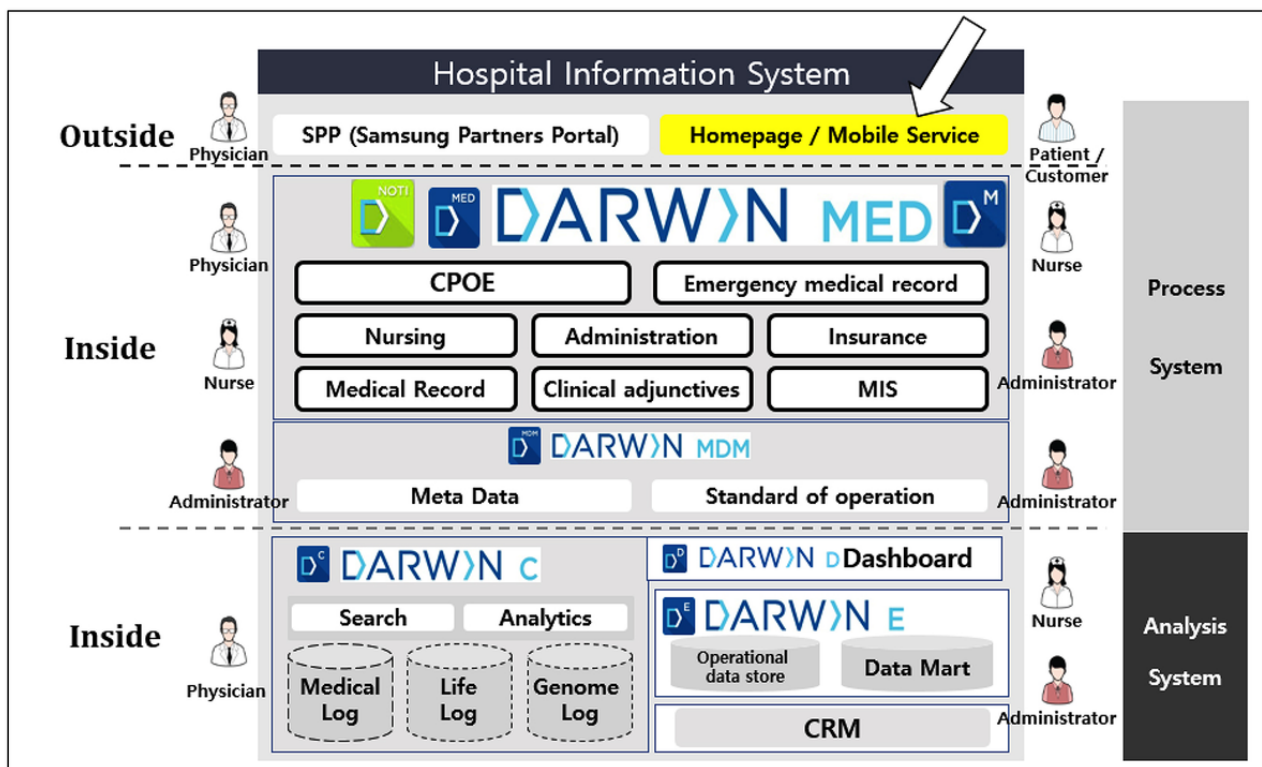 Hospital Information System
Outside
Physician
SPP (Samsung Partners Portal)
Homepage / Mobile Service
Patient /
Customer
Physician
NOTI
MED
DARWIN MED
M
Nurse
CPOE
Emergency medical record
Process
System
Inside
Nurse
Nursing
Administration
Insurance
Administrator
Medical Record
Clinical adjunctives
MIS
MDM
DARWIN MDM
Administrator
Meta Data
Standard of operation
Administrator
C
DARWIN C
D
DARWIN D Dashboard
Inside
Physician
Search
Analytics
E
DARWIN E
Nurse
Analysis
System
Medical
Log
Life
Log
Genome
Log
Operational
data store
Data Mart
Administrator
CRM